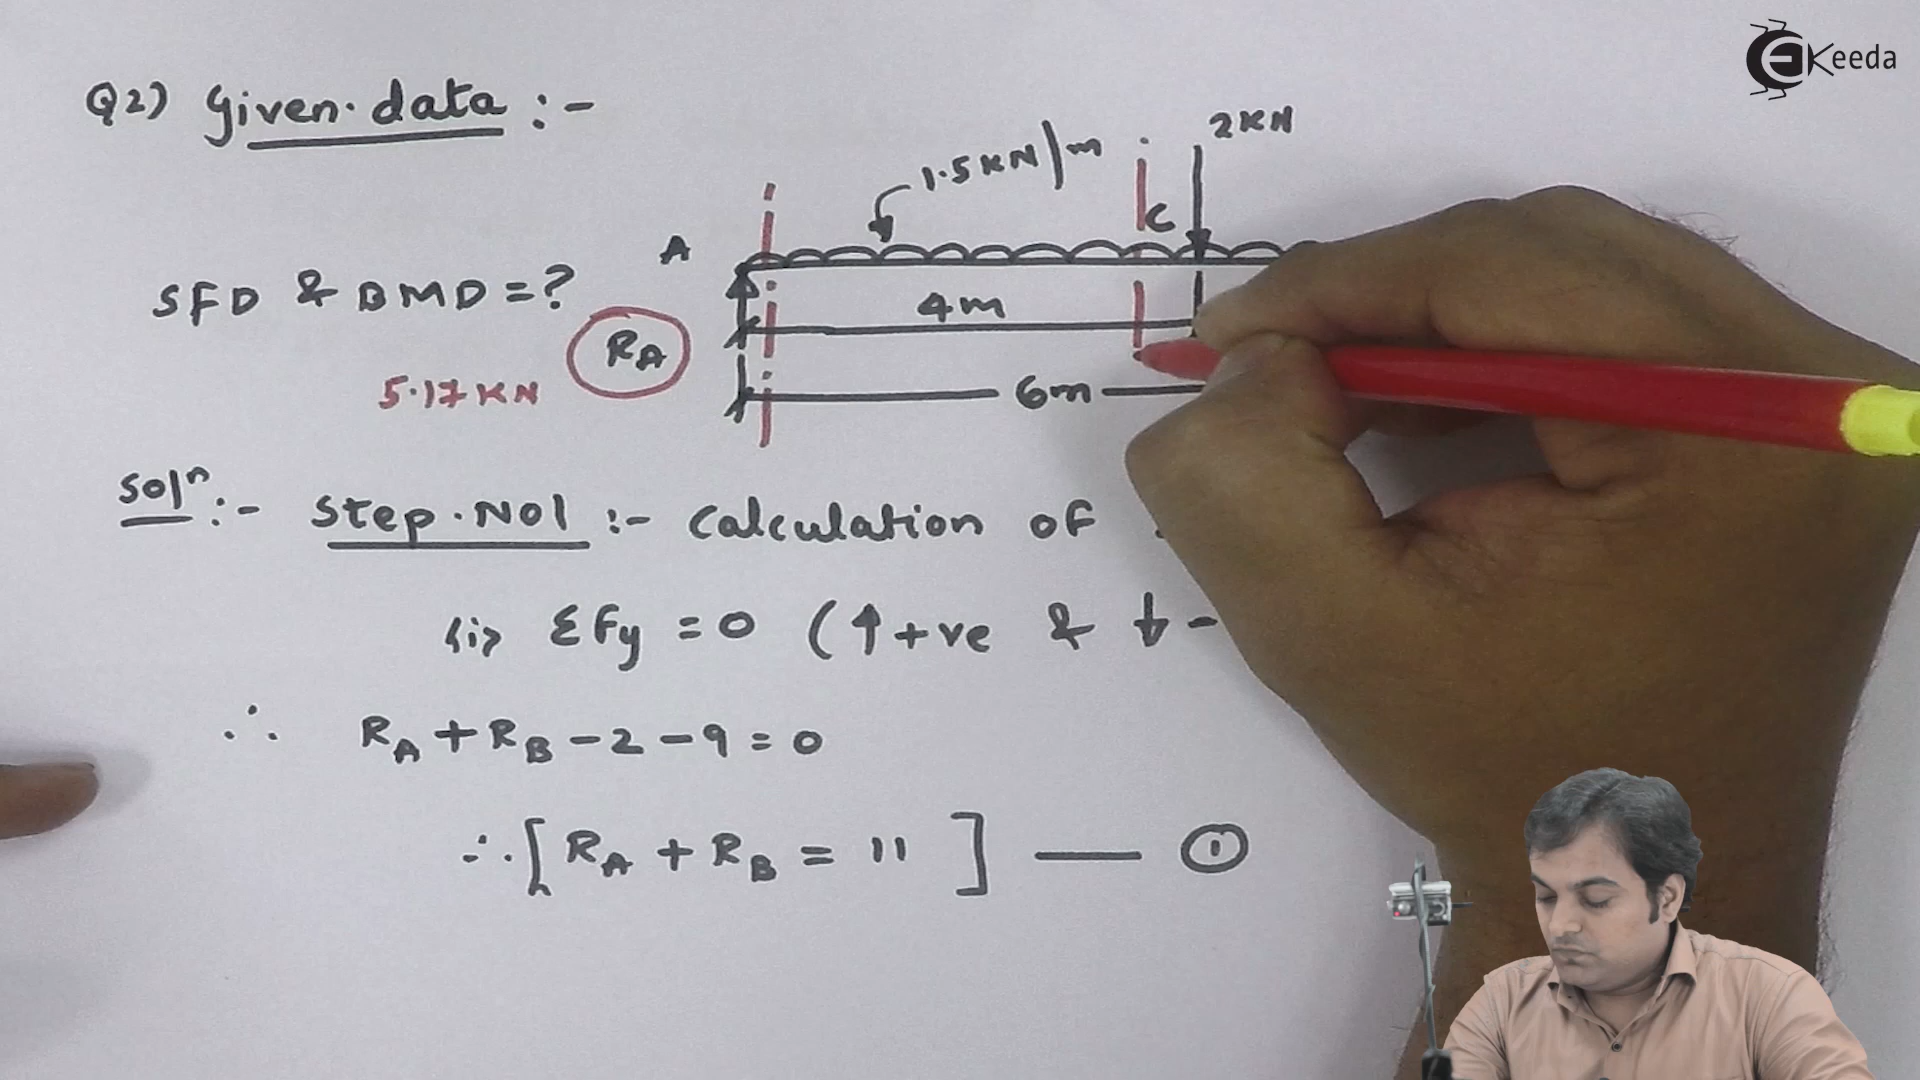 EKeeda
Q2) Given data :-
2KN
1.5KN/m
A
C
SFD & BMD = ?
4m
RA
5.17KN
6m
Solⁿ :- Step.No1 :- Calculation of
(i) ΣFy = 0 (↑+ve & ↓-
∴ RA + RB - 2 - 9 = 0
∴ [RA + RB = 11] — ①